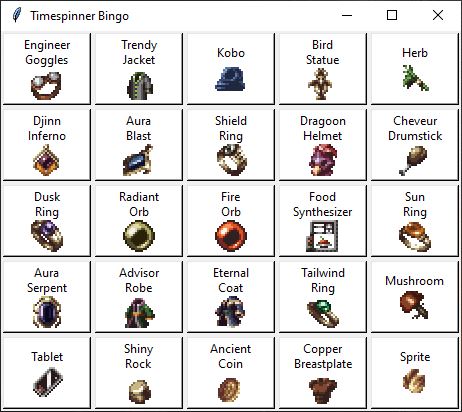 Timespinner Bingo
Engineer Goggles
Trendy Jacket
Kobo
Bird Statue
Herb
Djinn Inferno
Aura Blast
Shield Ring
Dragoon Helmet
Cheveur Drumstick
Dusk Ring
Radiant Orb
Fire Orb
Food Synthesizer
Sun Ring
Aura Serpent
Advisor Robe
Eternal Coat
Tailwind Ring
Mushroom
Tablet
Shiny Rock
Ancient Coin
Copper Breastplate
Sprite